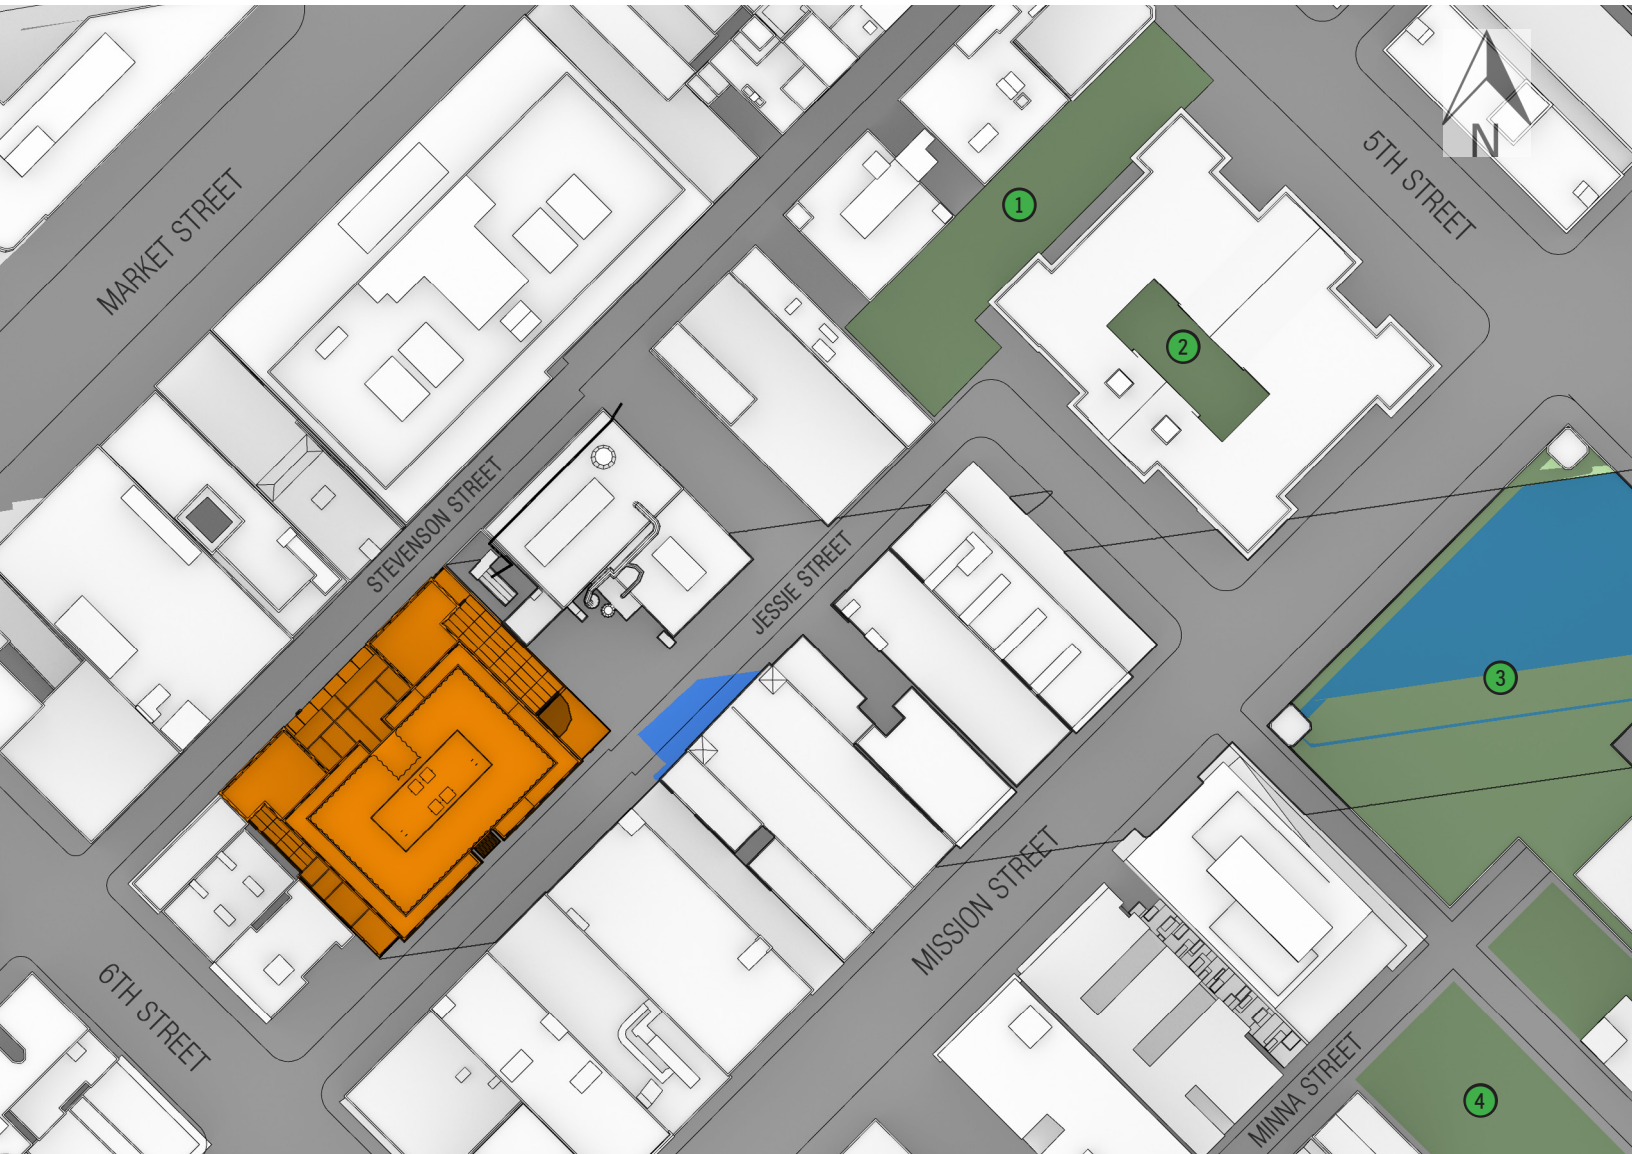 N
5TH STREET
1
MARKET STREET
2
STEVENSON STREET
JESSIE STREET
3
MISSION STREET
6TH STREET
MINNA STREET
4